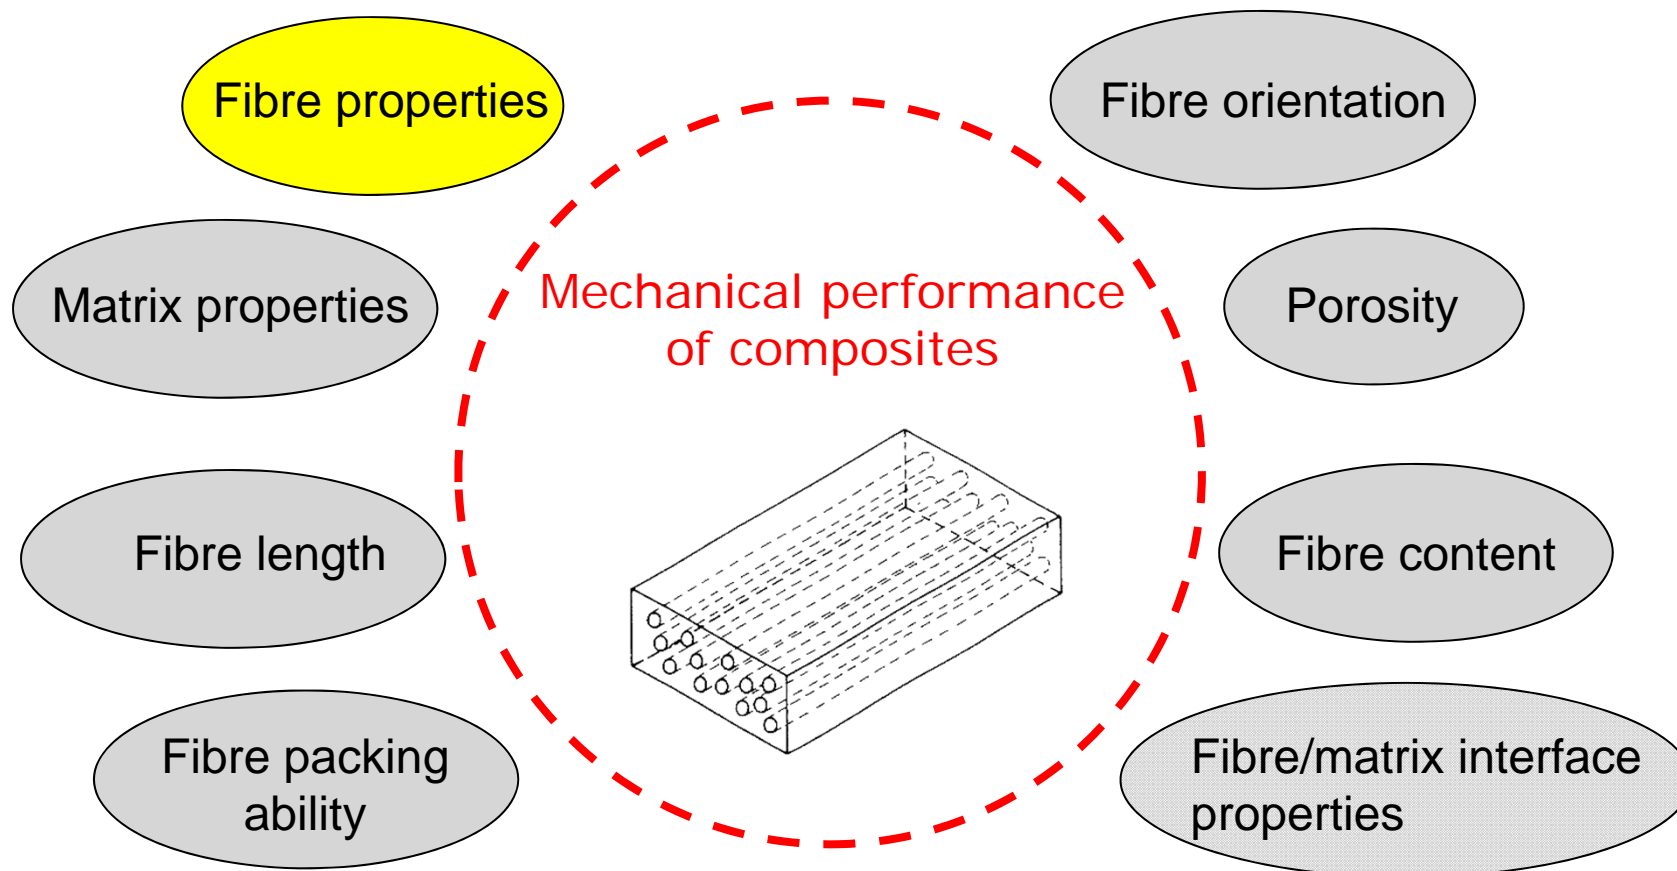 Fibre properties
Fibre orientation
Matrix properties
Mechanical performance
of composites
Porosity
Fibre length
Fibre content
Fibre packing
ability
Fibre/matrix interface
properties